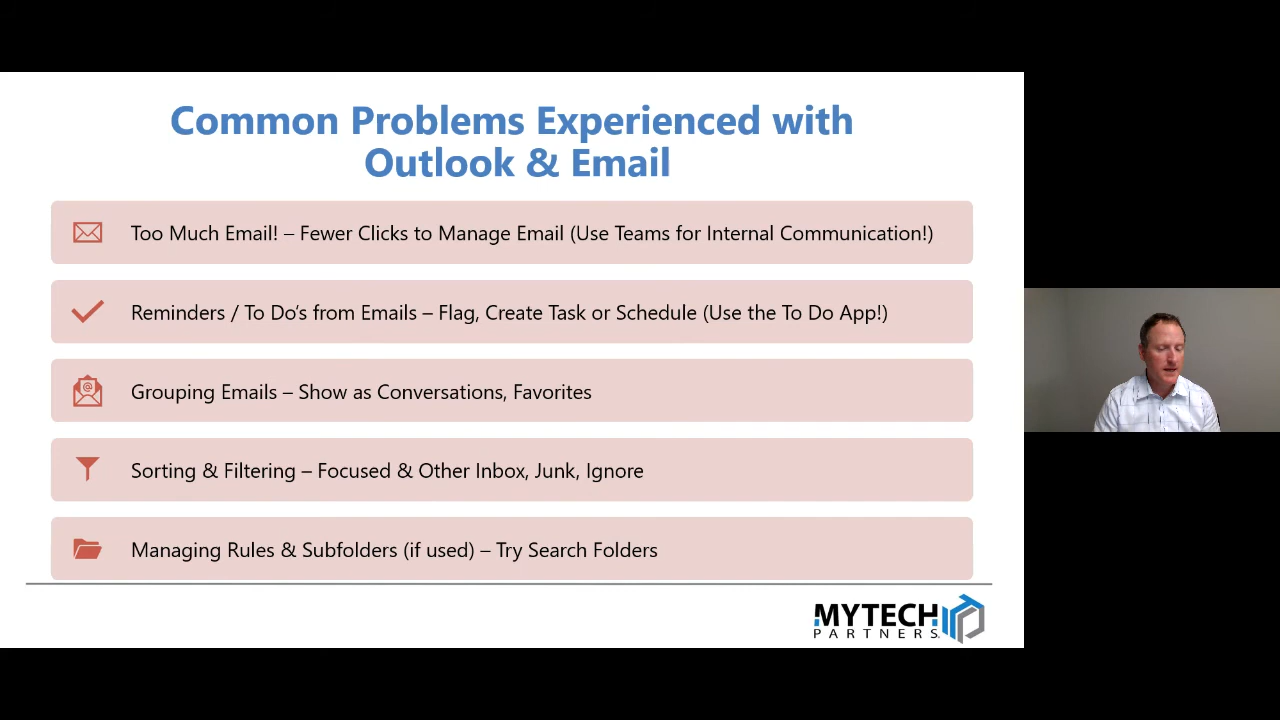 Common Problems Experienced with
Outlook & Email
Too Much Email! – Fewer Clicks to Manage Email (Use Teams for Internal Communication!)
Reminders / To Do's from Emails – Flag, Create Task or Schedule (Use the To Do App!)
Grouping Emails – Show as Conversations, Favorites
Sorting & Filtering – Focused & Other Inbox, Junk, Ignore
Managing Rules & Subfolders (if used) – Try Search Folders
MYTECH
PARTNERS